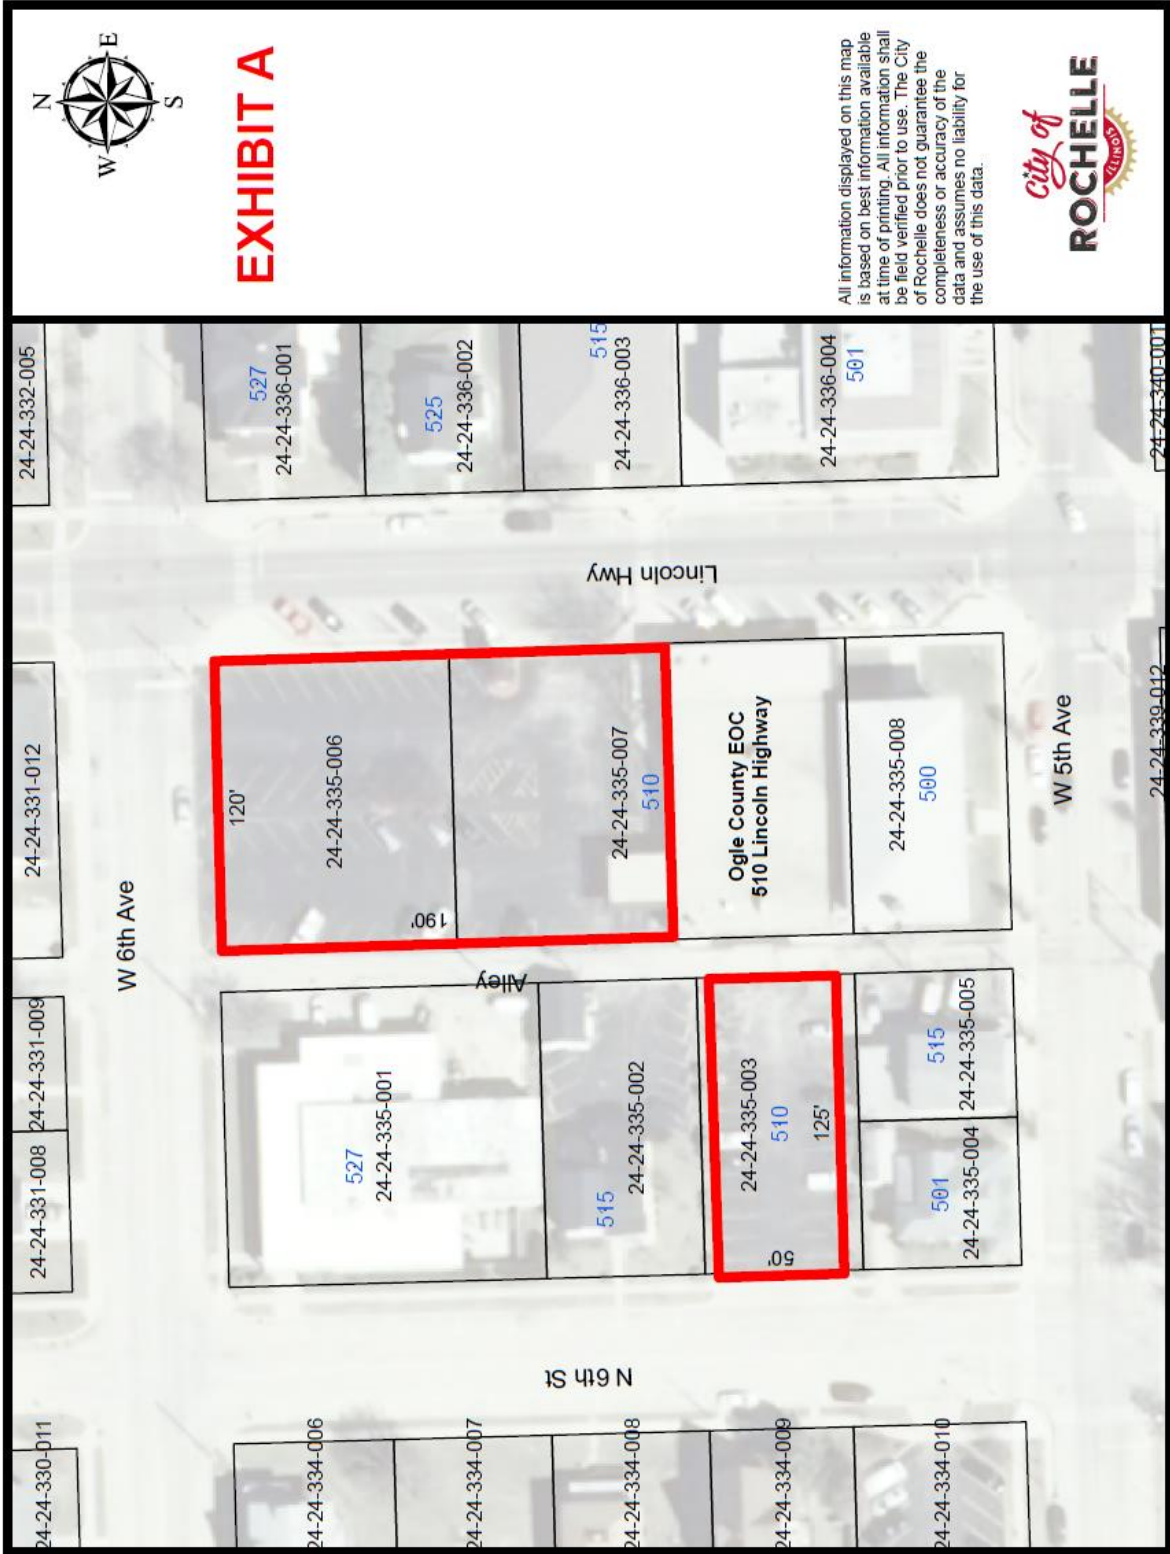 N
W
E
S
EXHIBIT A
All information displayed on this map
is based on best information available
at time of printing. All information shall
be field verified prior to use. The City
of Rochelle does not guarantee the
completeness or accuracy of the
data and assumes no liability for
the use of this data.
City of
ROCHELLE
ILLINOIS
24-24-330-011
24-24-331-008
24-24-331-009
24-24-331-012
24-24-332-005
W 6th Ave
24-24-334-006
24-24-334-007
24-24-334-008
24-24-334-009
24-24-334-010
N 6th St
527
24-24-335-001
515
24-24-335-002
24-24-335-003
510
125'
50'
501
24-24-335-004
515
24-24-335-005
Alley
120'
24-24-335-006
190'
24-24-335-007
510
Ogle County EOC
510 Lincoln Highway
24-24-335-008
500
Lincoln Hwy
527
24-24-336-001
525
24-24-336-002
515
24-24-336-003
24-24-336-004
501
W 5th Ave
24-24-339-012
24-24-340-001